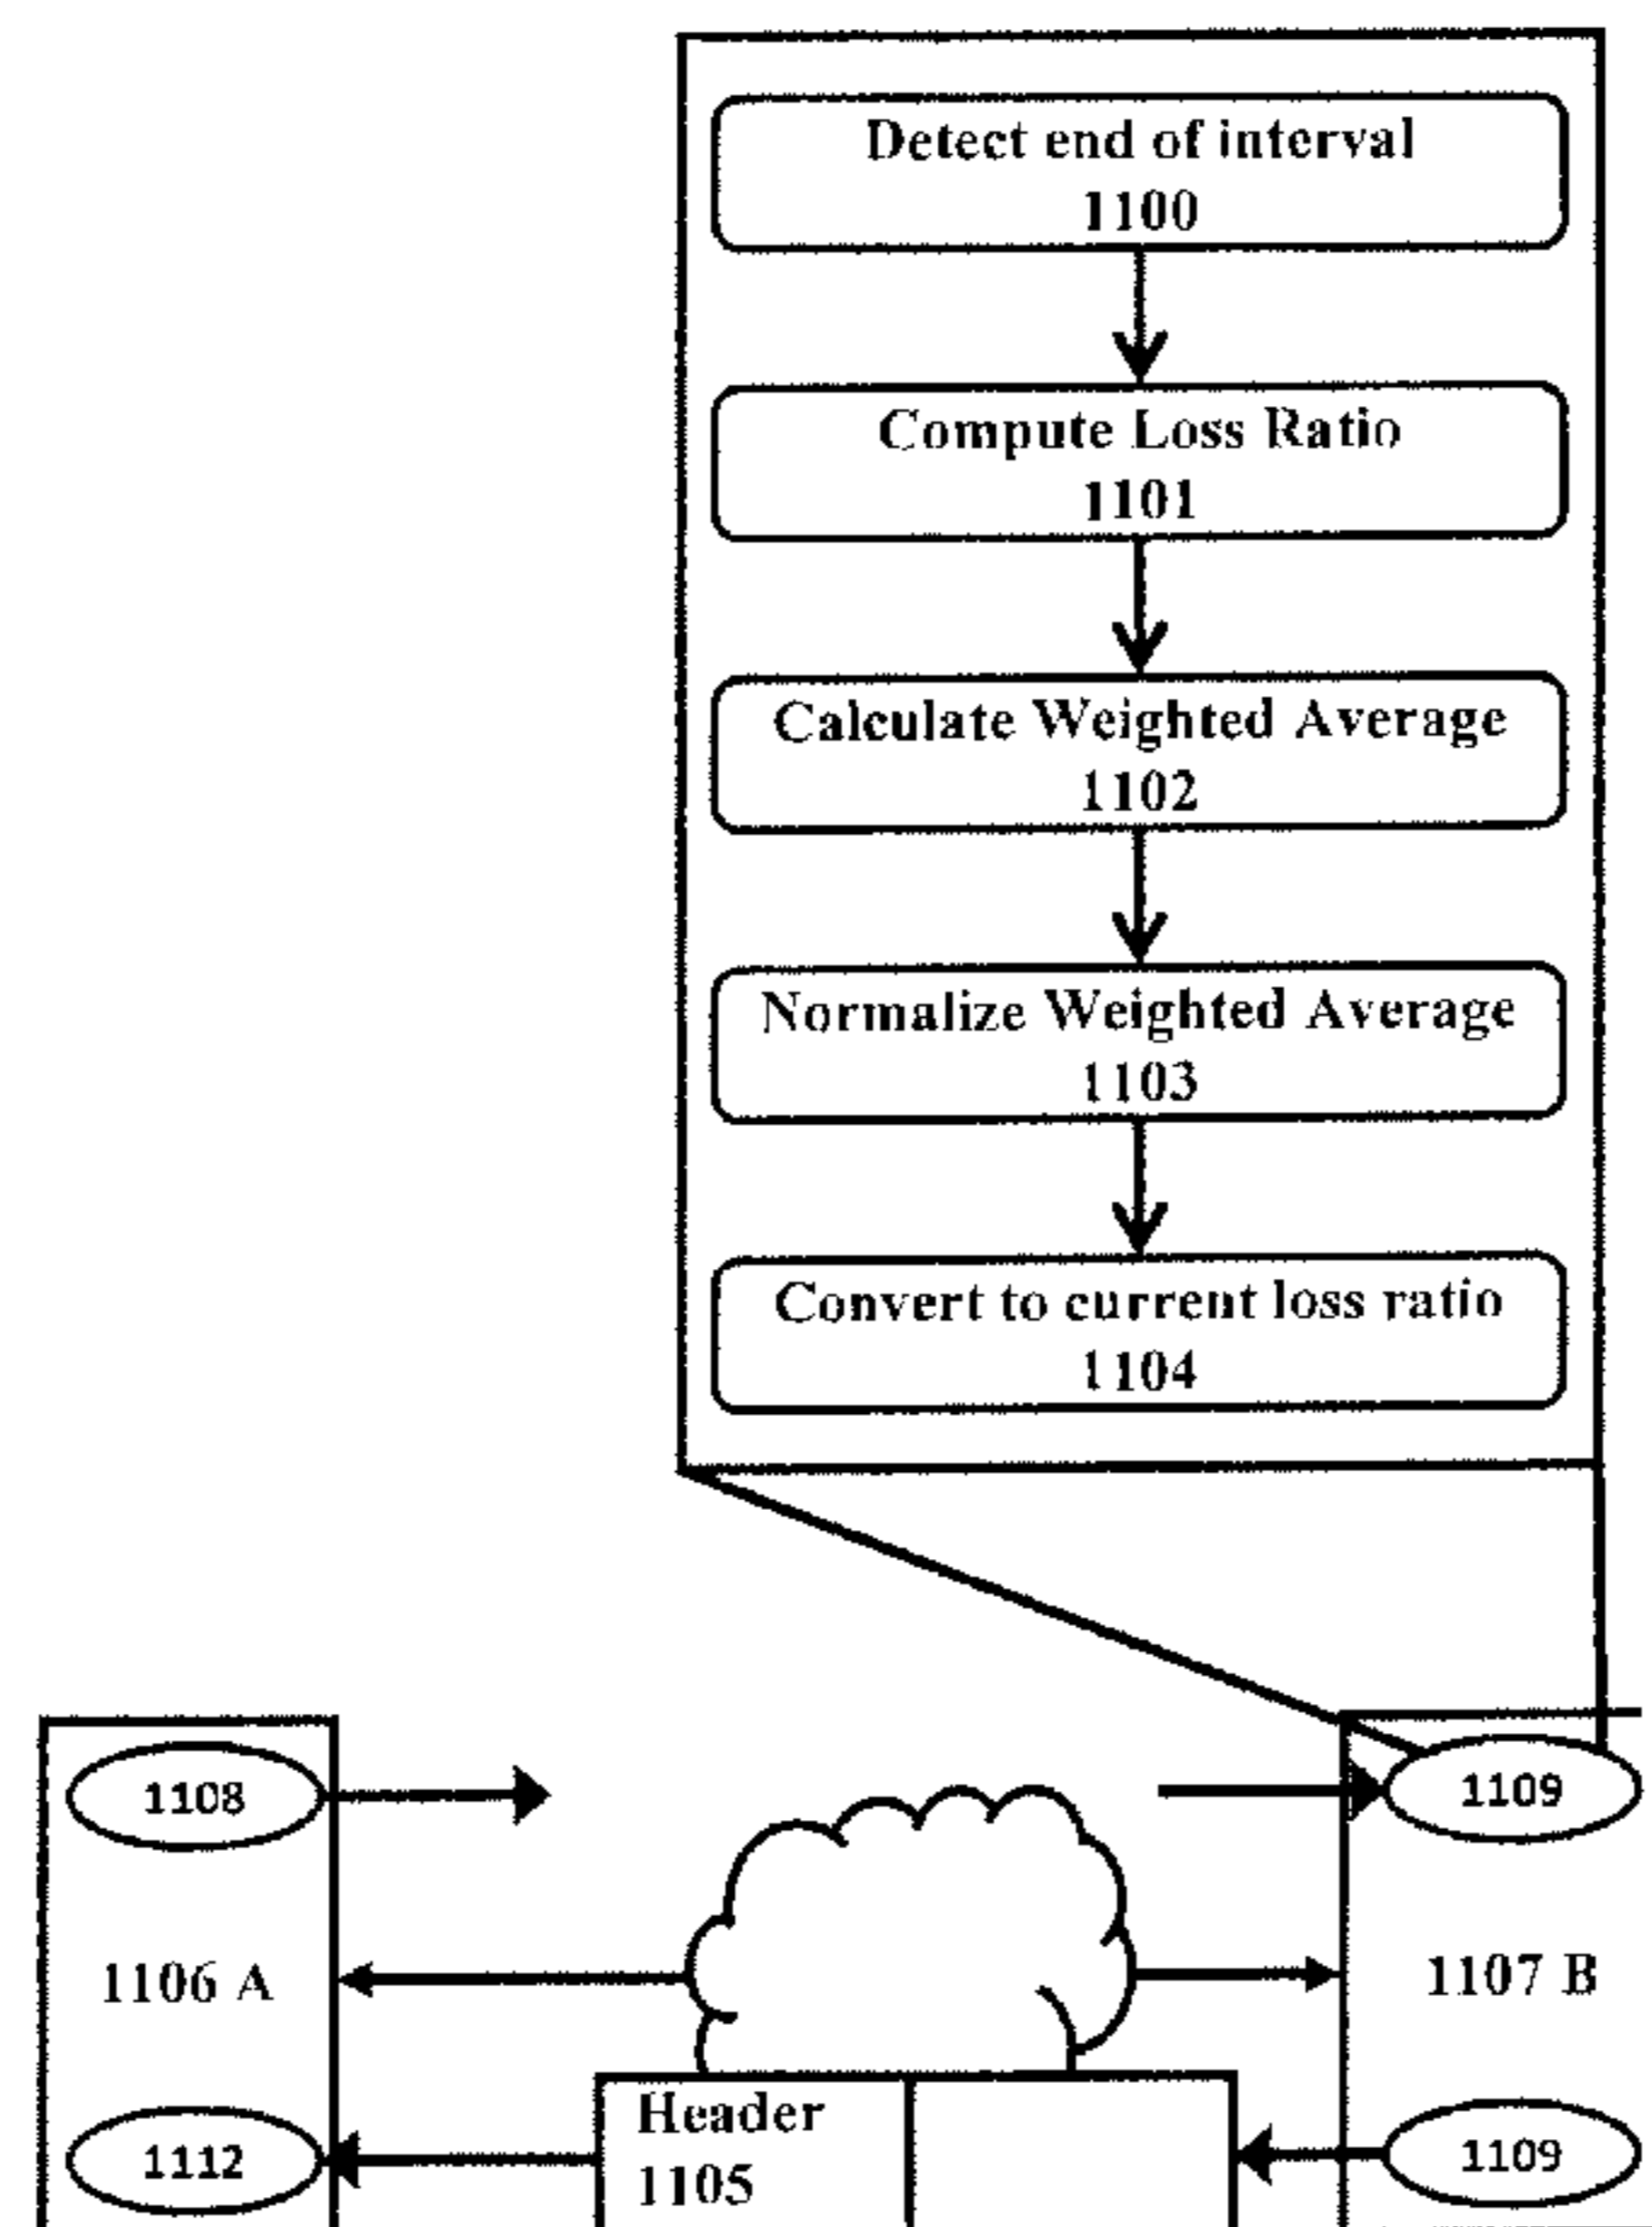 Detect end of interval
1100
Compute Loss Ratio
1101
Calculate Weighted Average
1102
Normalize Weighted Average
1103
Convert to current loss ratio
1104
1108
1109
1106 A
1107 B
Header
1105
1112
1109